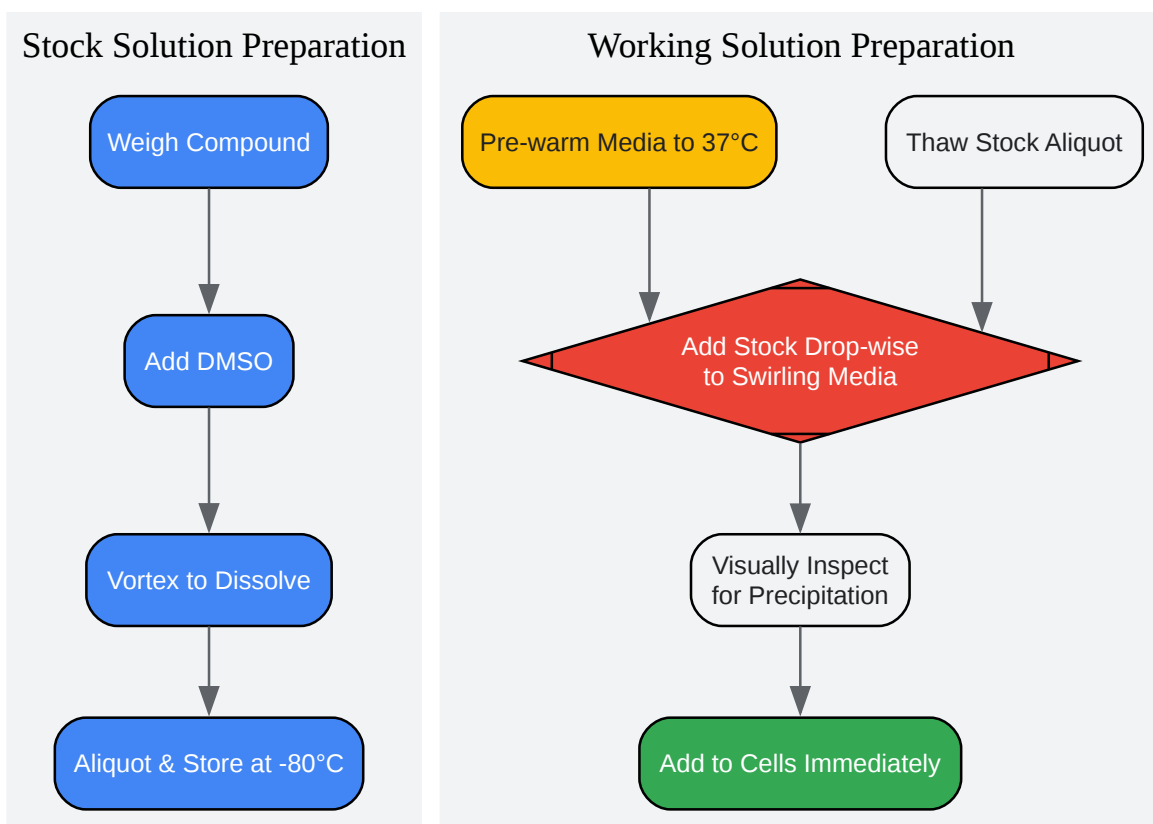 Stock Solution Preparation
Weigh Compound
Add DMSO
Vortex to Dissolve
Aliquot & Store at -80°C
Working Solution Preparation
Pre-warm Media to 37°C
Thaw Stock Aliquot
Add Stock Drop-wise
to Swirling Media
Visually Inspect
for Precipitation
Add to Cells Immediately